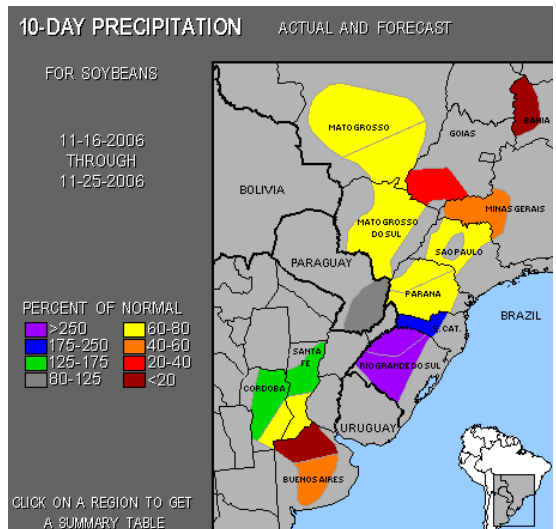 10-DAY PRECIPITATION ACTUAL AND FORECAST
FOR SOYBEANS
11-16-2006
THROUGH
11-25-2006
PERCENT OF NORMAL
>250 60-80
175-250 40-60
125-175 20-40
80-125 <20
CLICK ON A REGION TO GET
A SUMMARY TABLE
MATO GROSSO
GOIAS
BAHIA
BOLIVIA
MATO GROSSO
DO SUL
MINAS GERAIS
SAO PAULO
PARAGUAY
PARANA
BRAZIL
S. CAT.
SANTA
FE
RIO GRANDE DO SUL
CORDOBA
URUGUAY
BUENOS AIRES